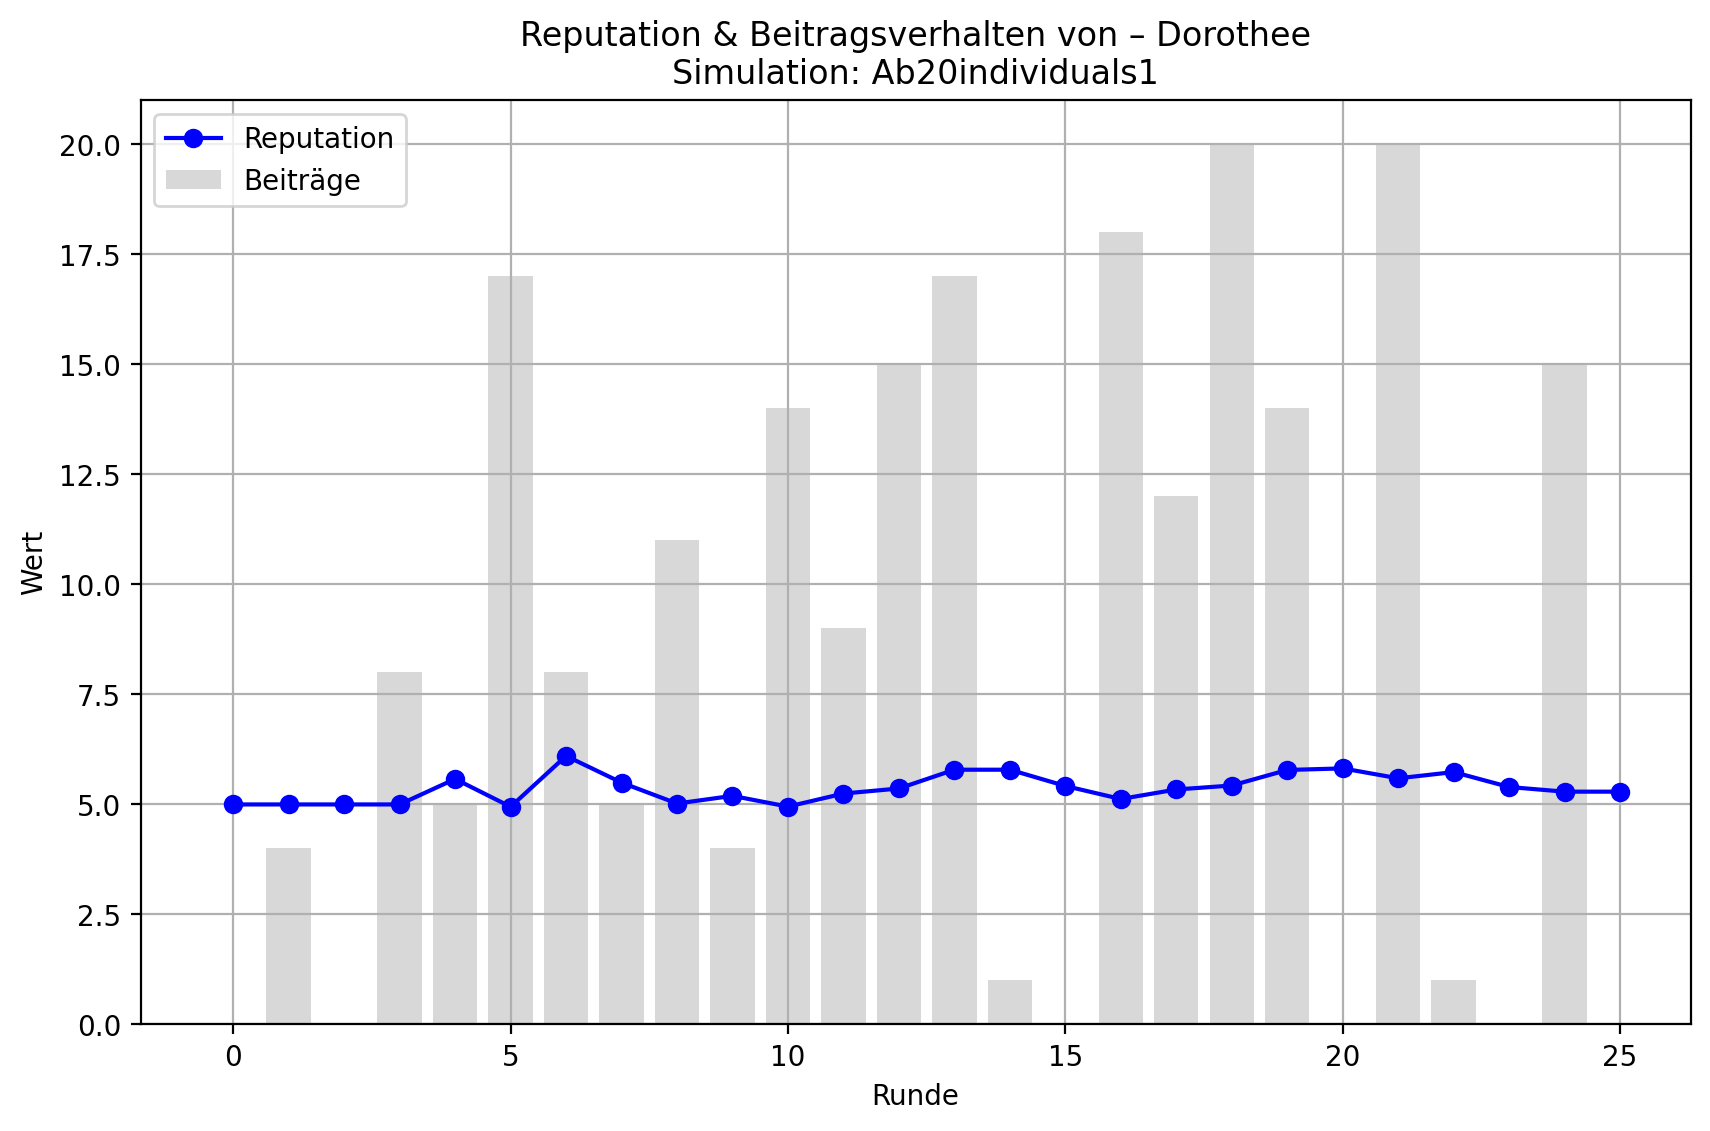 Reputation & Beitragsverhalten von – Dorothee
Simulation: Ab20individuals1
Reputation
Beiträge
Wert
20.0
17.5
15.0
12.5
10.0
7.5
5.0
2.5
0.0
0 5 10 15 20 25
Runde